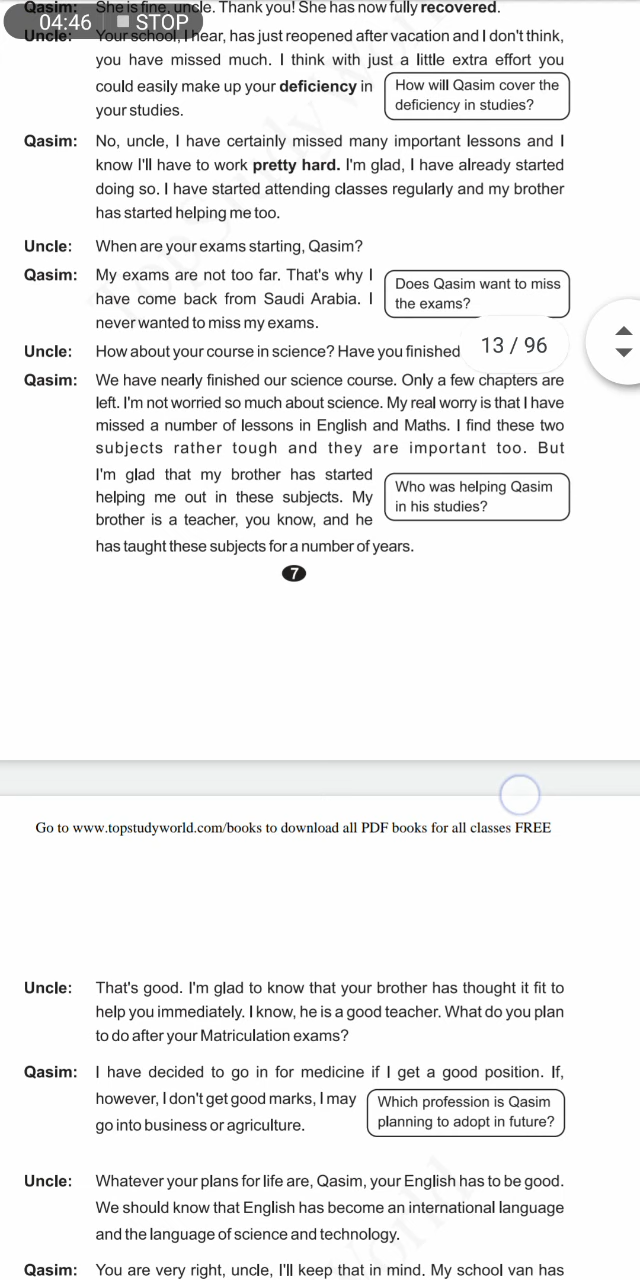 Qasim: She is fine, uncle. Thank you! She has now fully recovered.
04:46 STOP
Uncle: Your school, I hear, has just reopened after vacation and I don't think,
you have missed much. I think with just a little extra effort you
could easily make up your deficiency in
your studies.
How will Qasim cover the
deficiency in studies?
Qasim: No, uncle, I have certainly missed many important lessons and I
know I'll have to work pretty hard. I'm glad, I have already started
doing so. I have started attending classes regularly and my brother
has started helping me too.
Uncle: When are your exams starting, Qasim?
Qasim: My exams are not too far. That's why I
have come back from Saudi Arabia. I
never wanted to miss my exams.
Does Qasim want to miss
the exams?
Uncle: How about your course in science? Have you finished
13 / 96
Qasim: We have nearly finished our science course. Only a few chapters are
left. I'm not worried so much about science. My real worry is that I have
missed a number of lessons in English and Maths. I find these two
subjects rather tough and they are important too. But
I'm glad that my brother has started
helping me out in these subjects. My
brother is a teacher, you know, and he
has taught these subjects for a number of years.
Who was helping Qasim
in his studies?
7
Go to www.topstudyworld.com/books to download all PDF books for all classes FREE
Uncle: That's good. I'm glad to know that your brother has thought it fit to
help you immediately. I know, he is a good teacher. What do you plan
to do after your Matriculation exams?
Qasim: I have decided to go in for medicine if I get a good position. If,
however, I don't get good marks, I may
go into business or agriculture.
Which profession is Qasim
planning to adopt in future?
Uncle: Whatever your plans for life are, Qasim, your English has to be good.
We should know that English has become an international language
and the language of science and technology.
Qasim: You are very right, uncle, I'll keep that in mind. My school van has